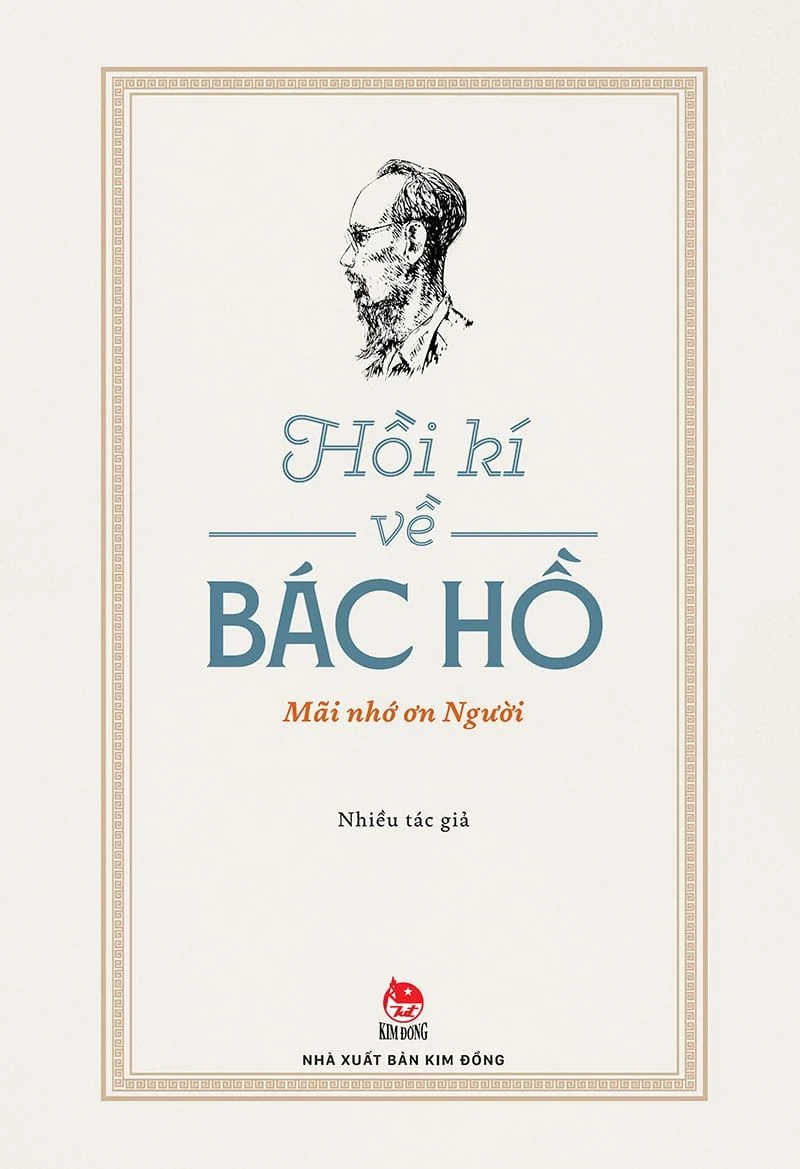 Hồi kí
về
BÁC HỒ
Mãi nhớ ơn Người
Nhiều tác giả
KIM ĐỒNG
NHÀ XUẤT BẢN KIM ĐỒNG